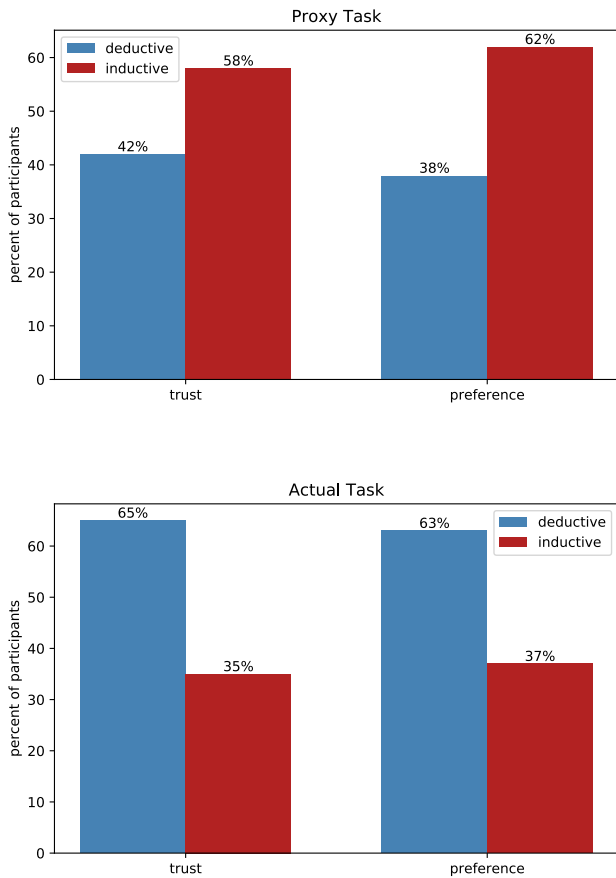 Proxy Task
deductive
inductive
42%
58%
38%
62%
percent of participants
60
50
40
30
20
10
0
trust
preference
Actual Task
deductive
inductive
65%
35%
63%
37%
percent of participants
60
50
40
30
20
10
0
trust
preference